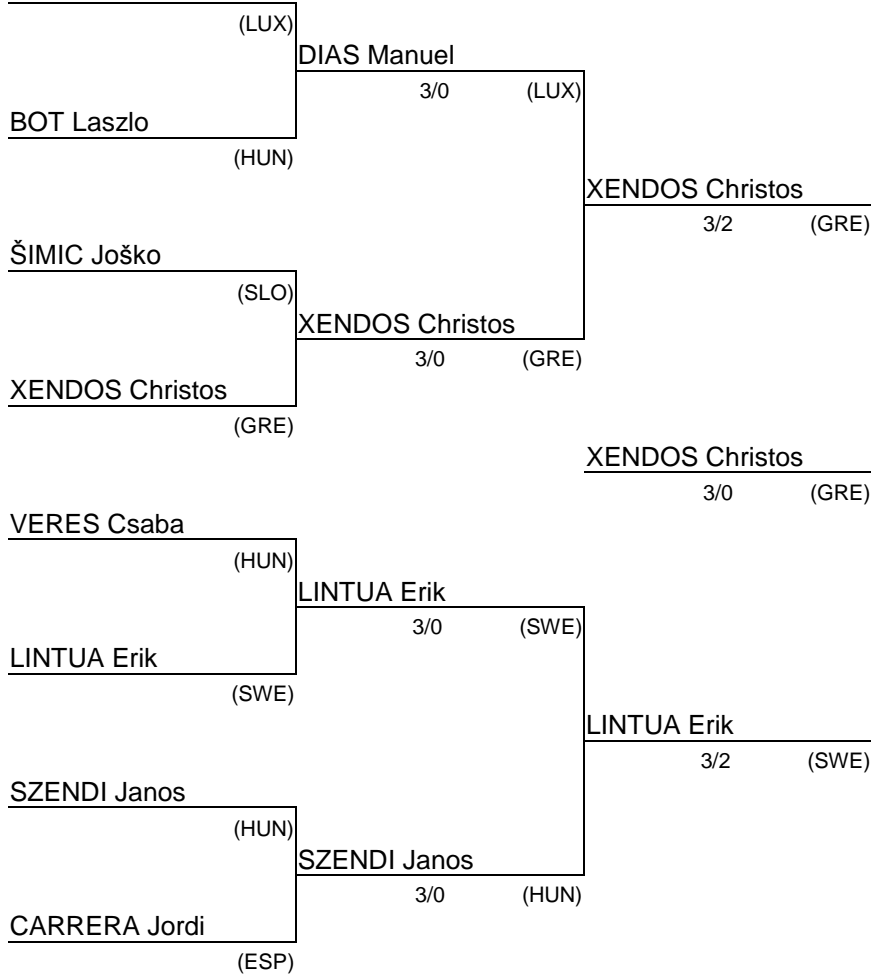 (LUX)
DIAS Manuel
3/0 (LUX)
BOT Laszlo
(HUN)
XENDOS Christos
3/2 (GRE)
ŠIMIC Joško
(SLO)
XENDOS Christos
3/0 (GRE)
XENDOS Christos
(GRE)
XENDOS Christos
3/0 (GRE)
VERES Csaba
(HUN)
LINTUA Erik
3/0 (SWE)
LINTUA Erik
(SWE)
LINTUA Erik
3/2 (SWE)
SZENDI Janos
(HUN)
SZENDI Janos
3/0 (HUN)
CARRERA Jordi
(ESP)